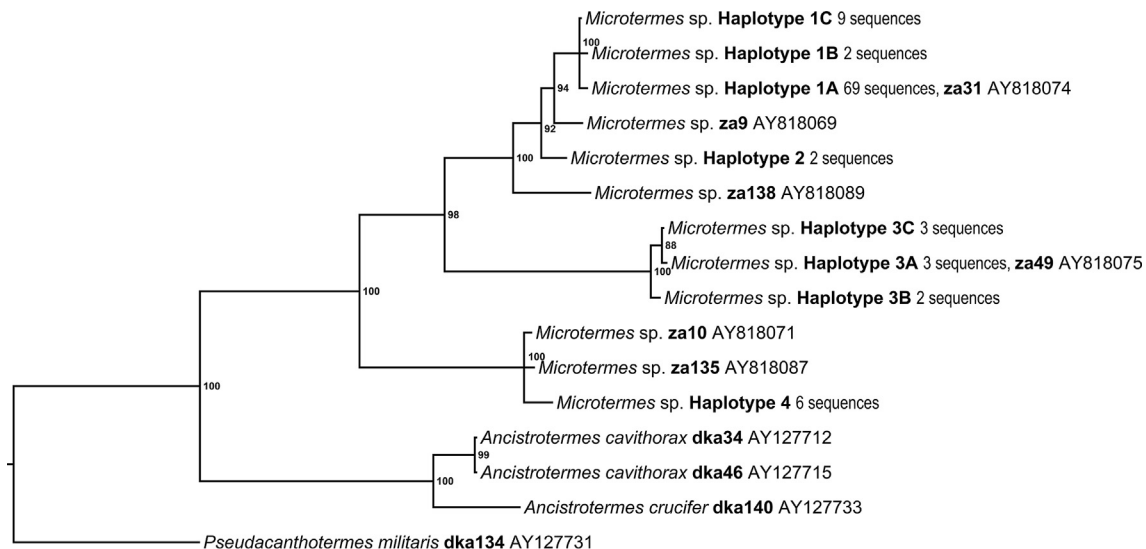 Microtermes sp. Haplotype 1C 9 sequences
100
Microtermes sp. Haplotype 1B 2 sequences
94
Microtermes sp. Haplotype 1A 69 sequences, za31 AY818074
Microtermes sp. za9 AY818069
92
100
Microtermes sp. Haplotype 2 2 sequences
Microtermes sp. za138 AY818089
98
Microtermes sp. Haplotype 3C 3 sequences
88
Microtermes sp. Haplotype 3A 3 sequences, za49 AY818075
100
Microtermes sp. Haplotype 3B 2 sequences
100
Microtermes sp. za10 AY818071
100
Microtermes sp. za135 AY818087
100
Microtermes sp. Haplotype 4 6 sequences
Ancistrotermes cavithorax dka34 AY127712
99
Ancistrotermes cavithorax dka46 AY127715
100
Ancistrotermes crucifer dka140 AY127733
Pseudacanthotermes militaris dka134 AY127731